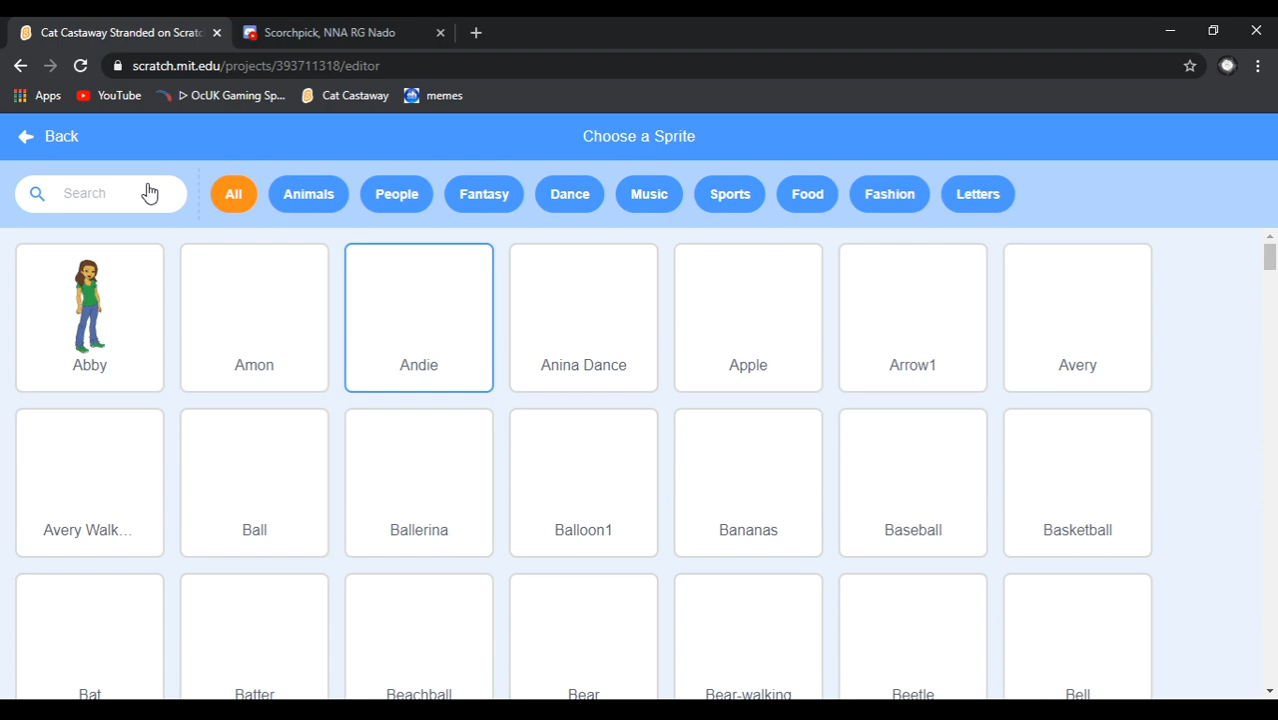 Cat Castaway Stranded on Scratc
Scorchpick, NNA RG Nado
scratch.mit.edu/projects/393711318/editor
Apps YouTube ▷ OcUK Gaming Sp... Cat Castaway memes
Back Choose a Sprite
Search All Animals People Fantasy Dance Music Sports Food Fashion Letters
Abby Amon Andie Anina Dance Apple Arrow1 Avery
Avery Walk... Ball Ballerina Balloon1 Bananas Baseball Basketball
Bat Batter Beachball Bear Bear-walking Beetle Bell